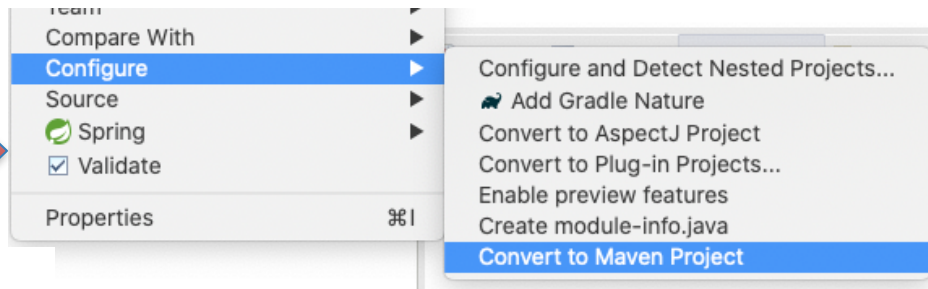 Team
Compare With
Configure
Source
Spring
Validate
Properties ⌘I
Configure and Detect Nested Projects...
Add Gradle Nature
Convert to AspectJ Project
Convert to Plug-in Projects...
Enable preview features
Create module-info.java
Convert to Maven Project